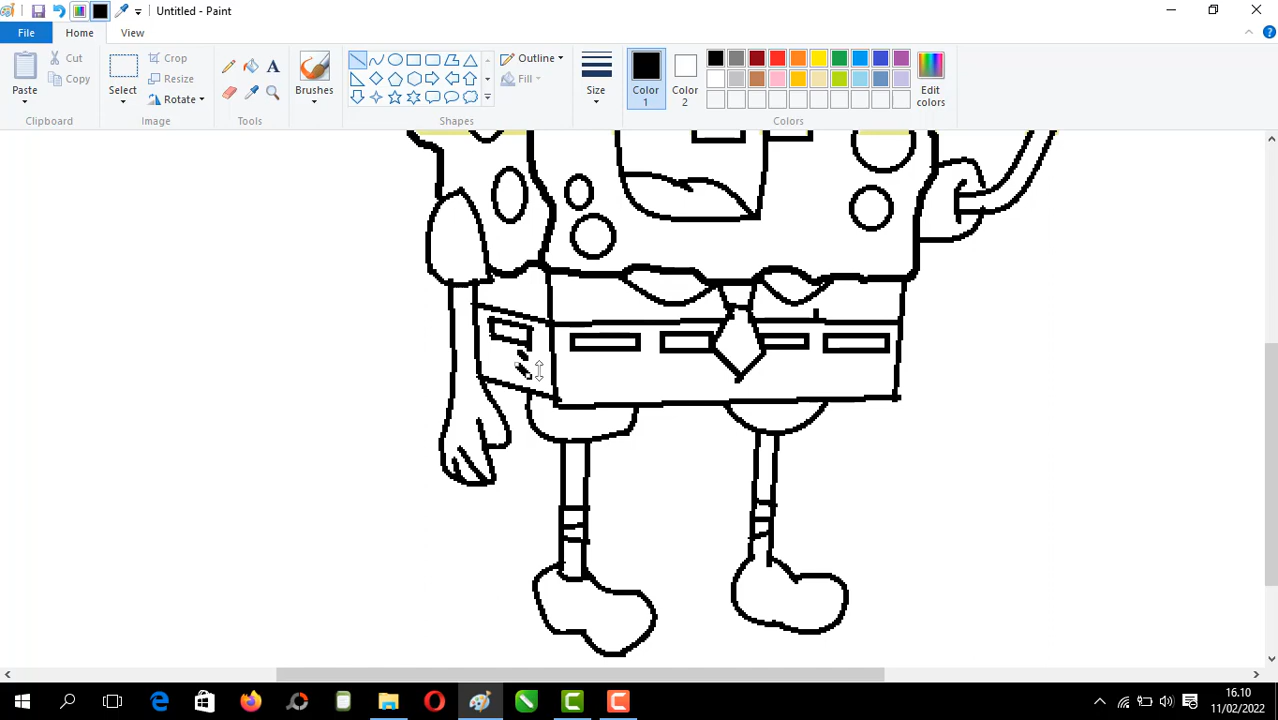 Untitled - Paint
File Home View
Paste
Cut
Copy
Clipboard
Select
Crop
Resize
Rotate
Image
A
Tools
Brushes
Outline
Fill
Shapes
Size
Color 1
Color 2
Edit colors
Colors
16.10
11/02/2022